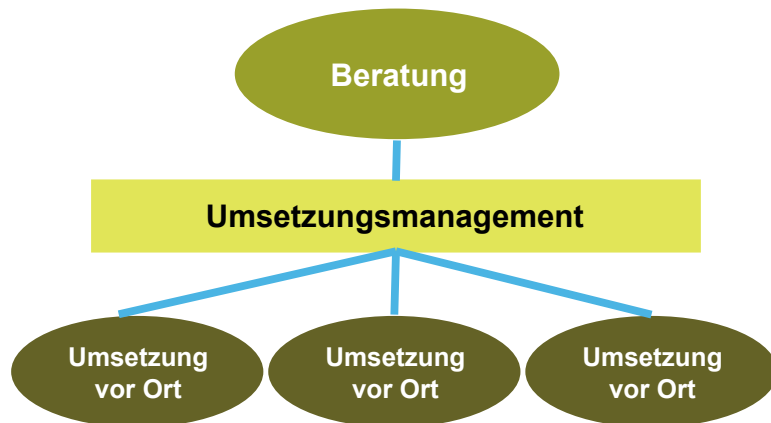 Beratung
Umsetzungsmanagement
Umsetzung
vor Ort
Umsetzung
vor Ort
Umsetzung
vor Ort